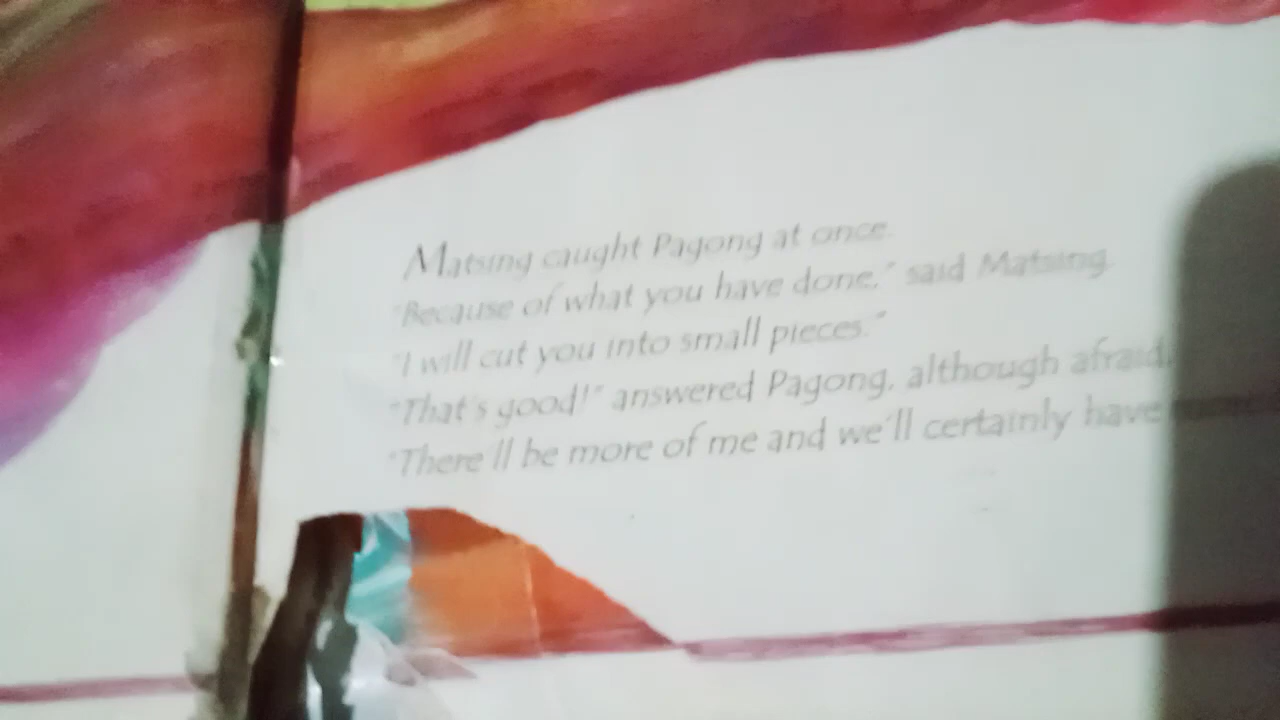 Matsing caught Pagong at once.
"Because of what you have done," said Matsing.
"I will cut you into small pieces."
"That's good!" answered Pagong, although afraid.
"There'll be more of me and we'll certainly have